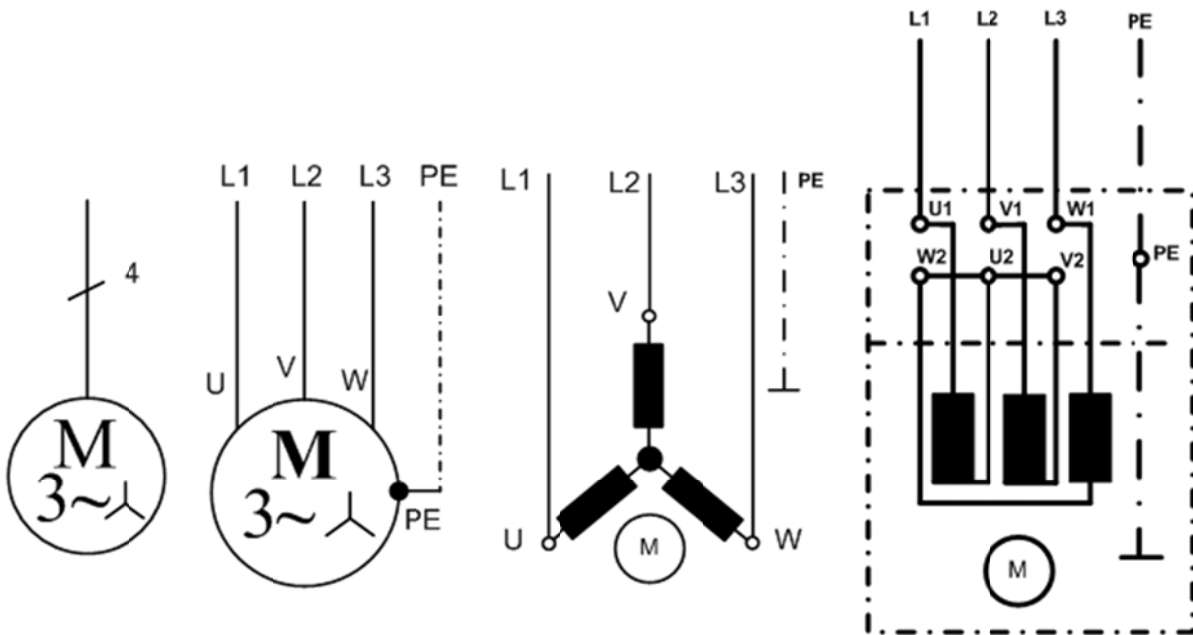 4
M
3~
L1 L2 L3 PE
U V W
M
3~
PE
L1 L2 L3 PE
V
U W
M
L1 L2 L3 PE
U1 V1 W1
W2 U2 V2 PE
M